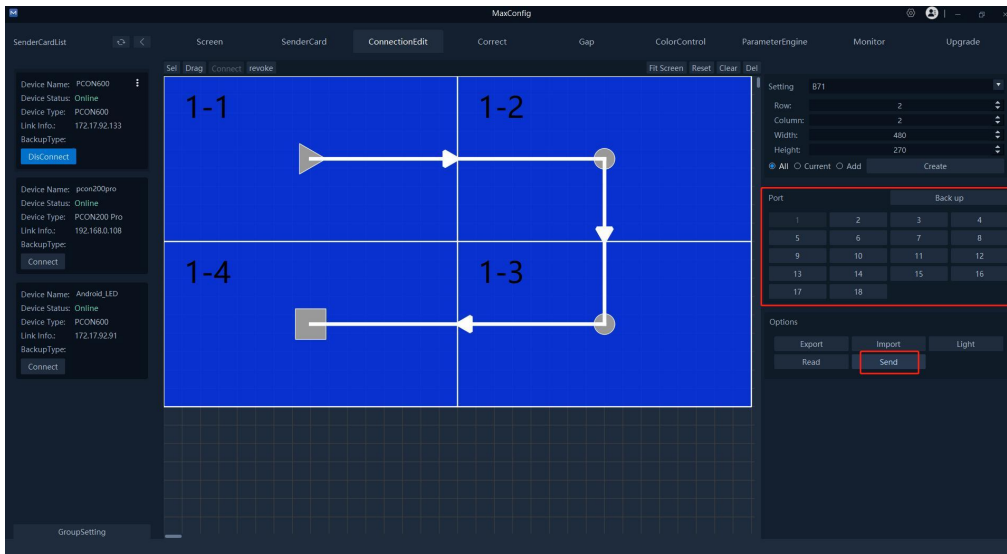 MaxConfig
SenderCardList
Screen
SenderCard
ConnectionEdit
Correct
Gap
ColorControl
ParameterEngine
Monitor
Upgrade
Sel Drag Connect revoke
Fit Screen Reset Clear Del
Device Name: PCON600
Device Status: Online
Device Type: PCON600
Link Info.: 172.17.92.133
BackupType:
DisConnect
Device Name: pcon200pro
Device Status: Online
Device Type: PCON200 Pro
Link Info.: 192.168.0.108
BackupType:
Connect
Device Name: Android_LED
Device Status: Online
Device Type: PCON600
Link Info.: 172.17.92.91
BackupType:
Connect
GroupSetting
1-1
1-2
1-4
1-3
Setting B71
Row: 2
Column: 2
Width: 480
Height: 270
All Current Add Create
Port Back up
1 2 3 4
5 6 7 8
9 10 11 12
13 14 15 16
17 18
Options
Export Import Light
Read Send